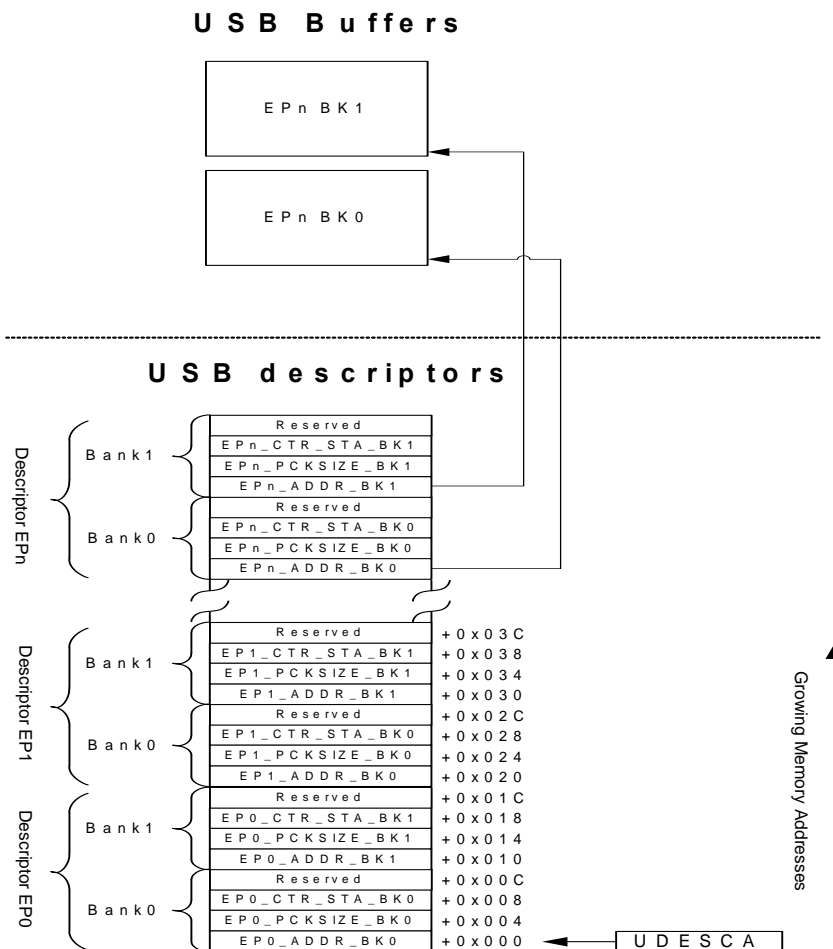 USB Buffers
EPn BK1
EPn BK0
USB descriptors
Descriptor EPn
Bank1
Reserved
EPn_CTR_STA_BK1
EPn_PCKSIZE_BK1
EPn_ADDR_BK1
Bank0
Reserved
EPn_CTR_STA_BK0
EPn_PCKSIZE_BK0
EPn_ADDR_BK0
Descriptor EP1
Bank1
Reserved +0x03C
EP1_CTR_STA_BK1 +0x038
EP1_PCKSIZE_BK1 +0x034
EP1_ADDR_BK1 +0x030
Bank0
Reserved +0x02C
EP1_CTR_STA_BK0 +0x028
EP1_PCKSIZE_BK0 +0x024
EP1_ADDR_BK0 +0x020
Descriptor EP0
Bank1
Reserved +0x01C
EP0_CTR_STA_BK1 +0x018
EP0_PCKSIZE_BK1 +0x014
EP0_ADDR_BK1 +0x010
Bank0
Reserved +0x00C
EP0_CTR_STA_BK0 +0x008
EP0_PCKSIZE_BK0 +0x004
EP0_ADDR_BK0 +0x000
UDESCA
Growing Memory Addresses